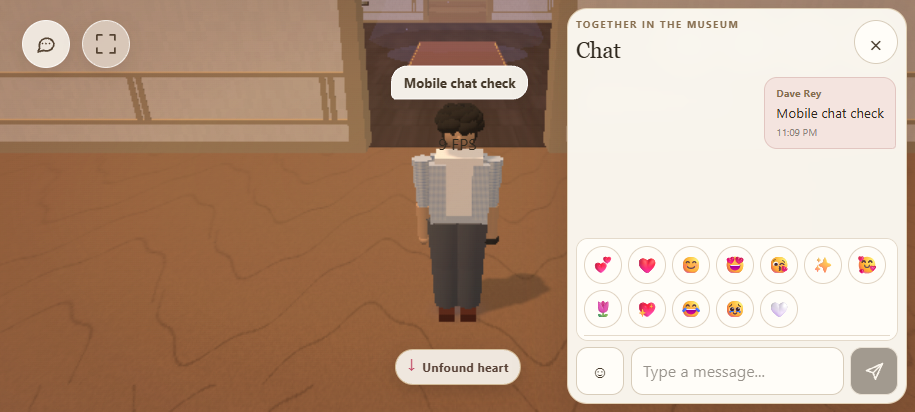 TOGETHER IN THE MUSEUM
Chat
Mobile chat check
Dave Rey
Mobile chat check
11:09 PM
9 FPS
↓ Unfound heart
Type a message...